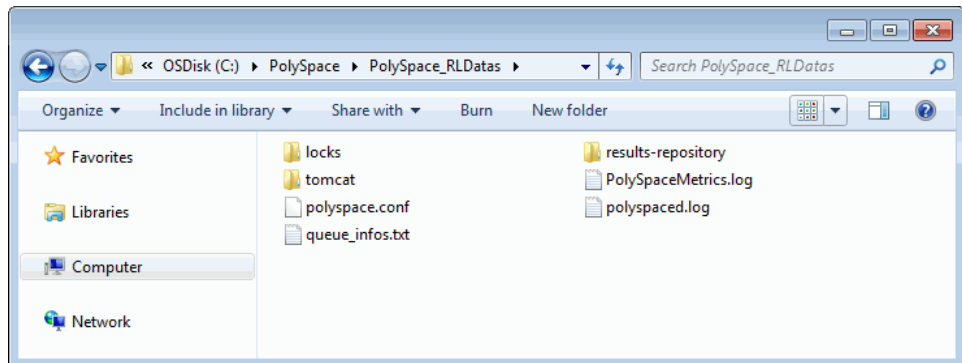 « OSDisk (C:) PolySpace PolySpace_RLDatas Search PolySpace_RLDatas
Organize Include in library Share with Burn New folder
Favorites
Libraries
Computer
Network
locks
tomcat
polyspace.conf
queue_infos.txt
results-repository
PolySpaceMetrics.log
polyspaced.log